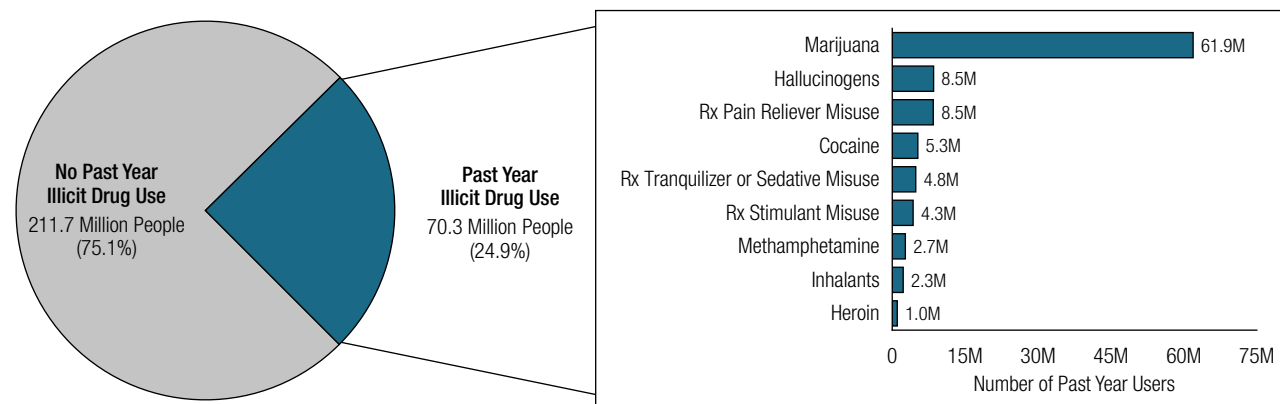 No Past Year
Illicit Drug Use
211.7 Million People
(75.1%)
Past Year
Illicit Drug Use
70.3 Million People
(24.9%)
Marijuana 61.9M
Hallucinogens 8.5M
Rx Pain Reliever Misuse 8.5M
Cocaine 5.3M
Rx Tranquilizer or Sedative Misuse 4.8M
Rx Stimulant Misuse 4.3M
Methamphetamine 2.7M
Inhalants 2.3M
Heroin 1.0M
0 15M 30M 45M 60M 75M
Number of Past Year Users